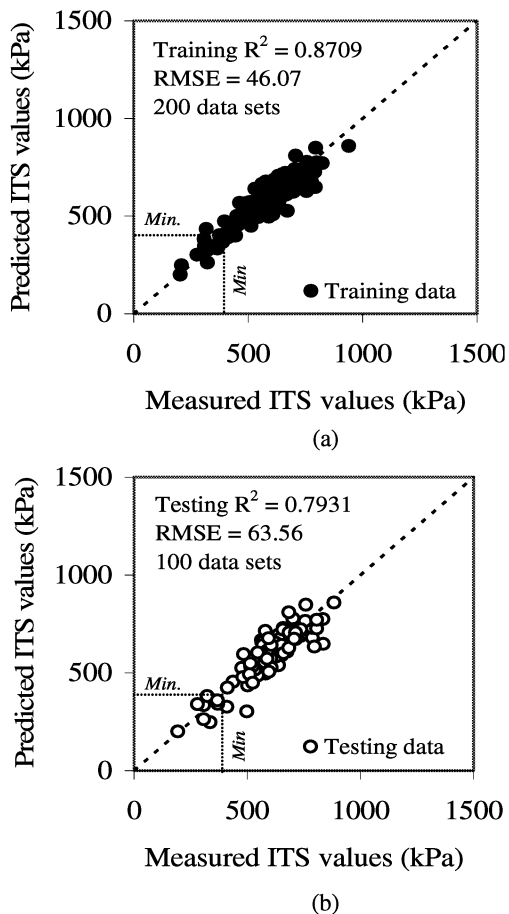 1500
Training R² = 0.8709
RMSE = 46.07
200 data sets
1000
500
0
Min.
Min
Training data
Predicted ITS values (kPa)
0 500 1000 1500
Measured ITS values (kPa)
(a)
1500
Testing R² = 0.7931
RMSE = 63.56
100 data sets
1000
500
0
Min.
Min
Testing data
Predicted ITS values (kPa)
0 500 1000 1500
Measured ITS values (kPa)
(b)